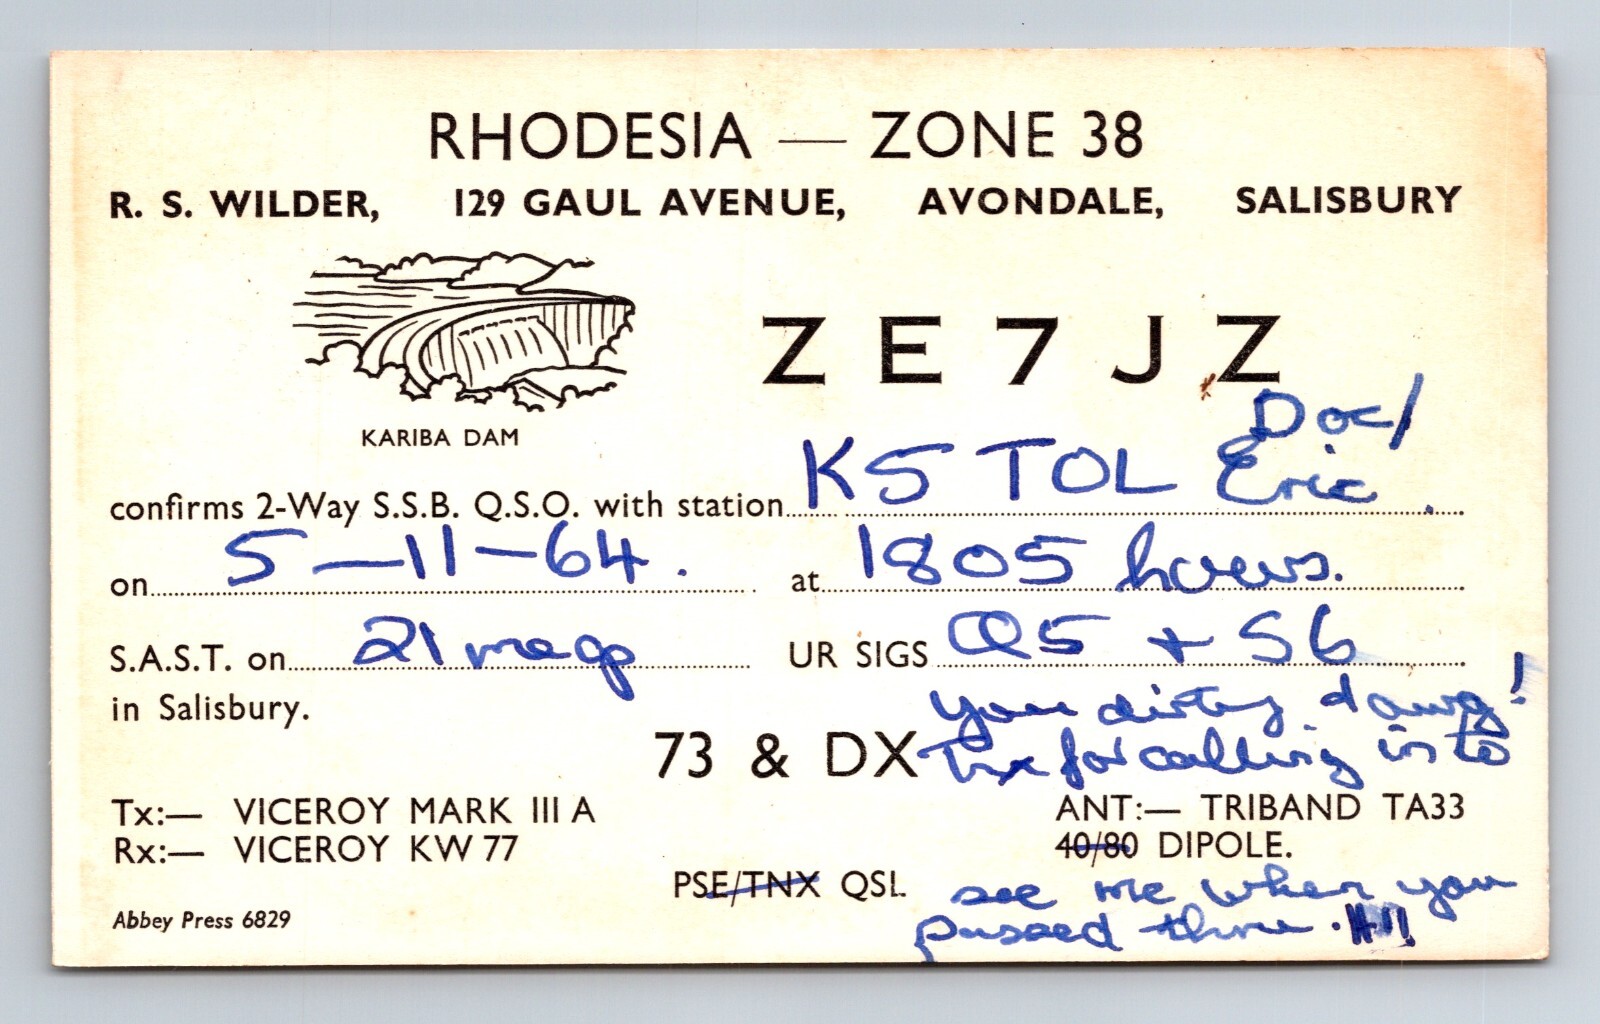 RHODESIA — ZONE 38
R. S. WILDER, 129 GAUL AVENUE, AVONDALE, SALISBURY
KARIBA DAM
Z E 7 J Z
Doc/
confirms 2-Way S.S.B. Q.S.O. with station K5TOL Eric.
on 5-11-64. at 1805 hours.
S.A.S.T. on 21 megs UR SIGS Q5 + S6
in Salisbury.
you dirty dawg!
73 & DX Tnx for calling in to
Tx:— VICEROY MARK III A ANT:— TRIBAND TA33
Rx:— VICEROY KW 77 40/80 DIPOLE.
PSE/TNX QSL see me when you
Abbey Press 6829 passed thru. HI!!